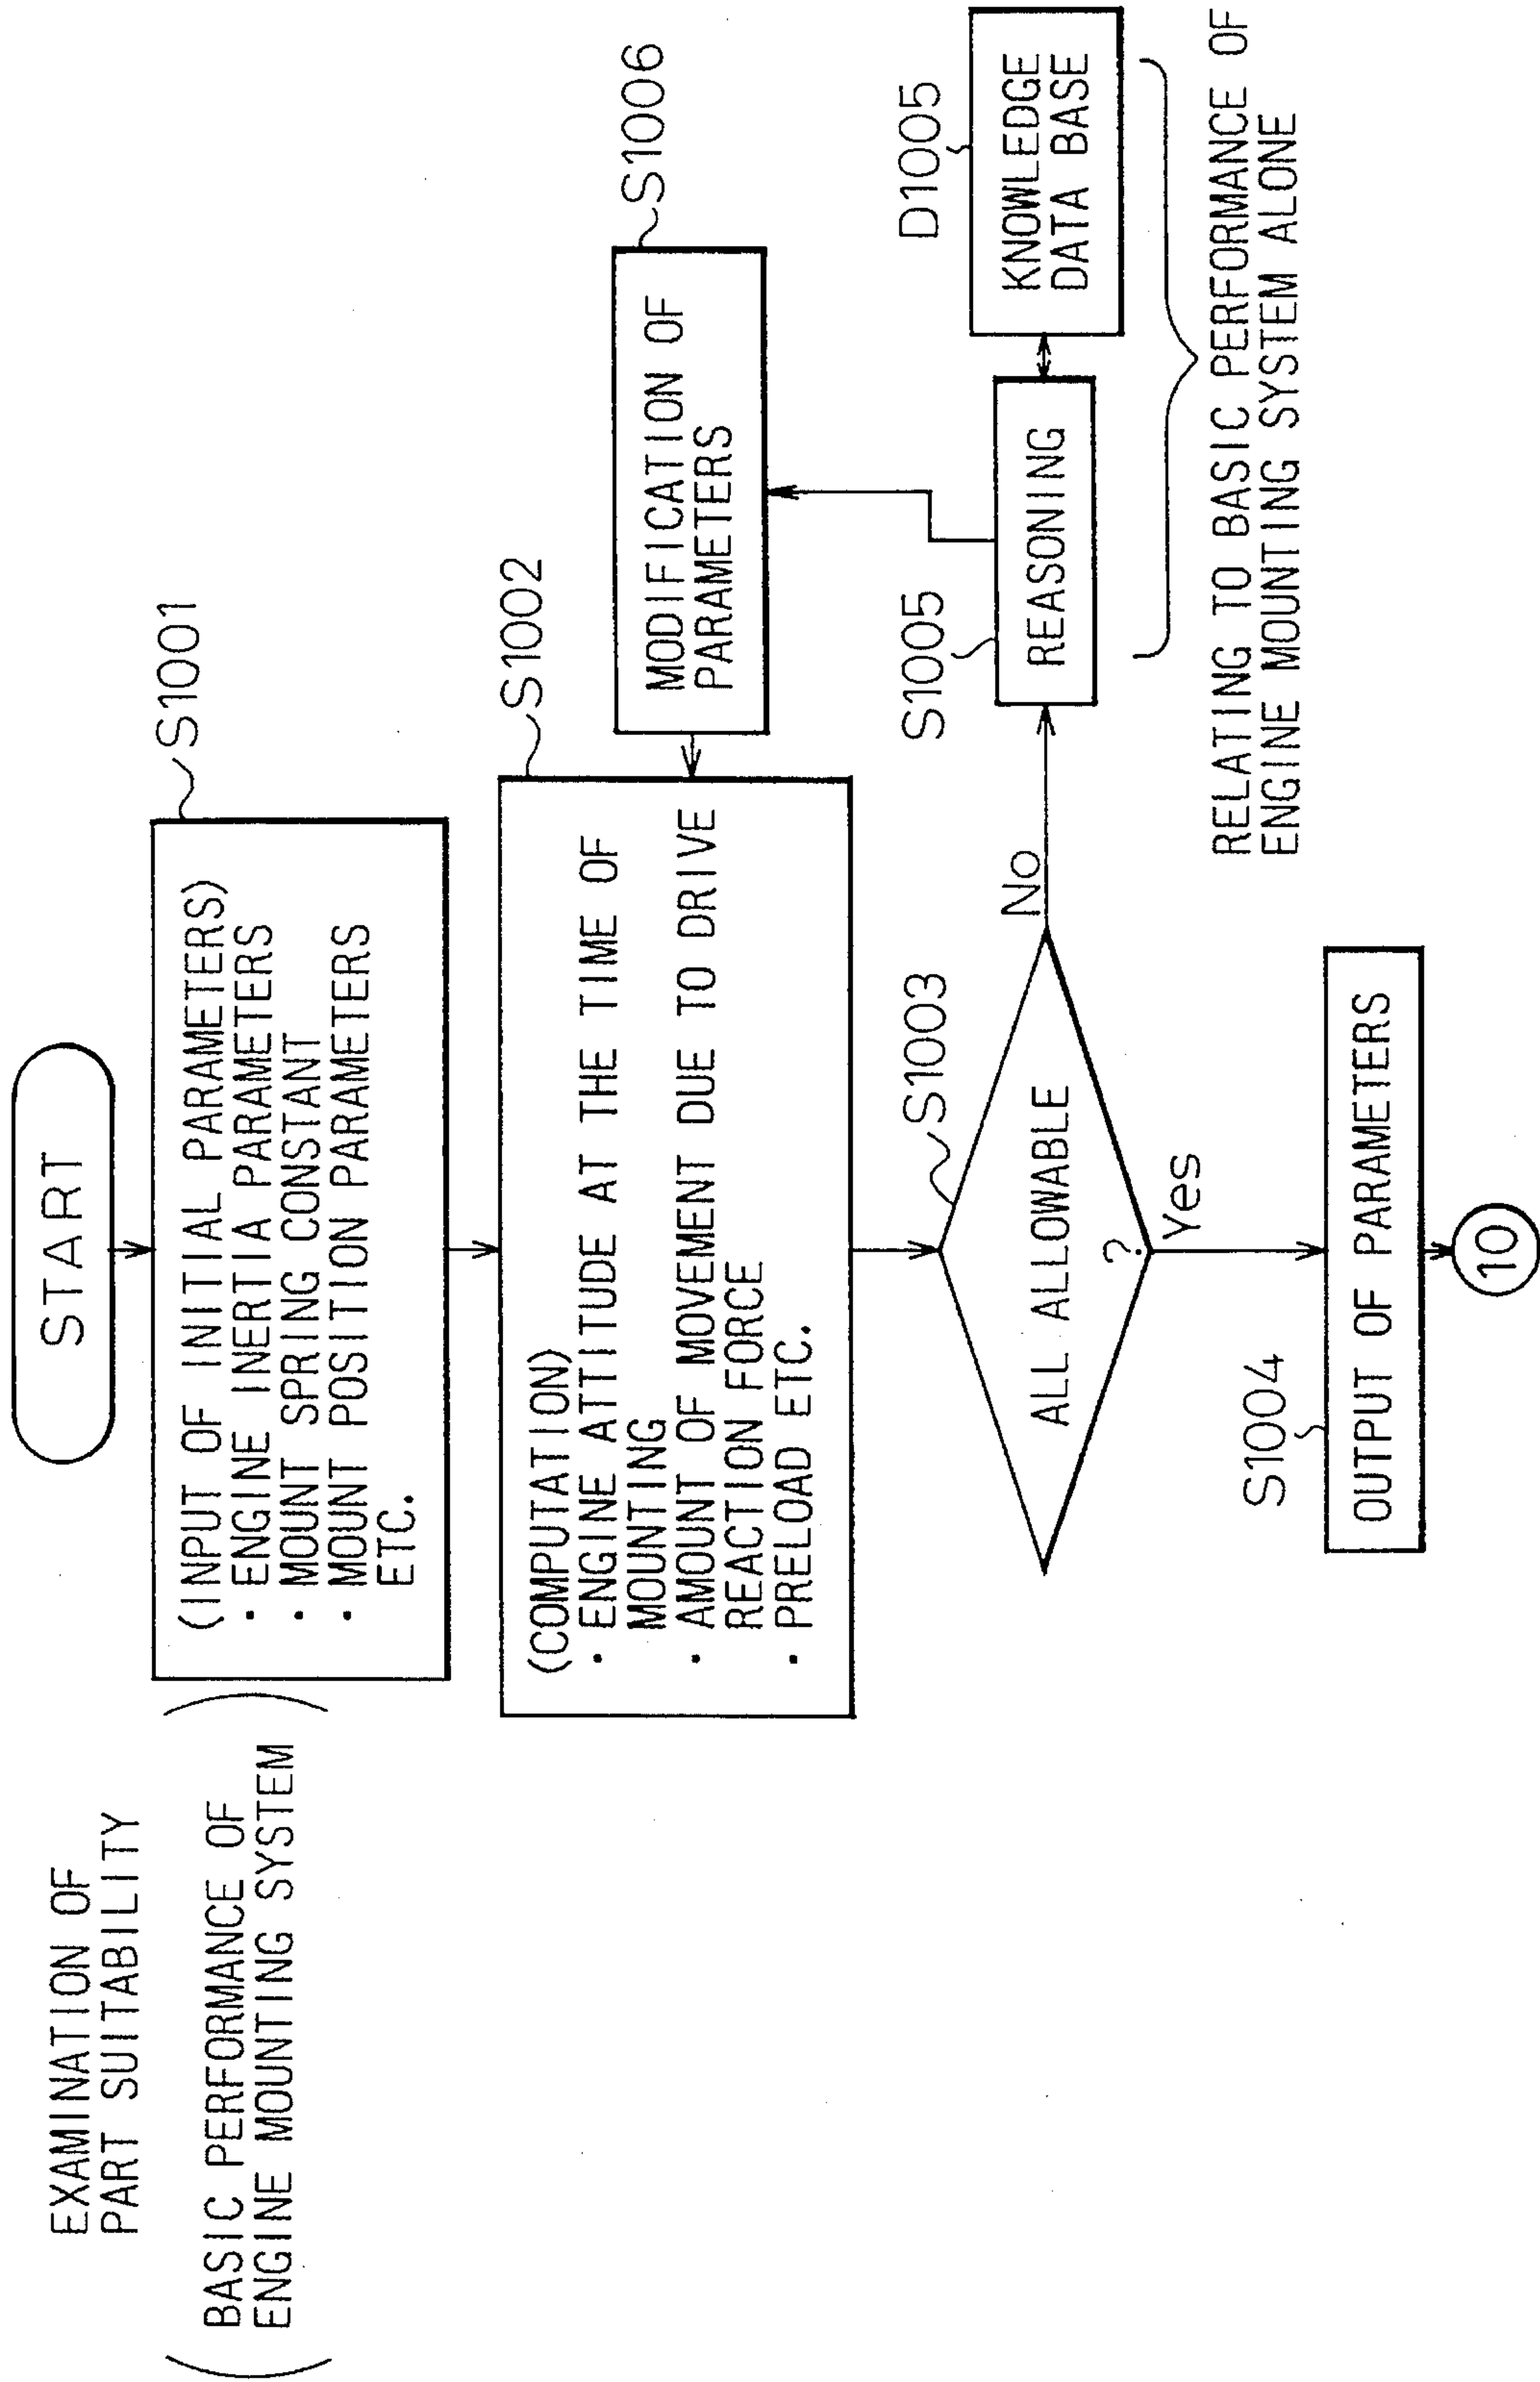 EXAMINATION OF
PART SUITABILITY
BASIC PERFORMANCE OF
ENGINE MOUNTING SYSTEM
START
S1001
(INPUT OF INITIAL PARAMETERS)
· ENGINE INERTIA PARAMETERS
· MOUNT SPRING CONSTANT
· MOUNT POSITION PARAMETERS
ETC.
S1002
(COMPUTATION)
· ENGINE ATTITUDE AT THE TIME OF
MOUNTING
· AMOUNT OF MOVEMENT DUE TO DRIVE
REACTION FORCE
· PRELOAD ETC.
S1006
MODIFICATION OF
PARAMETERS
S1003
ALL ALLOWABLE
?
No
Yes
S1005
REASONING
D1005
KNOWLEDGE
DATA BASE
RELATING TO BASIC PERFORMANCE OF
ENGINE MOUNTING SYSTEM ALONE
S1004
OUTPUT OF PARAMETERS
10